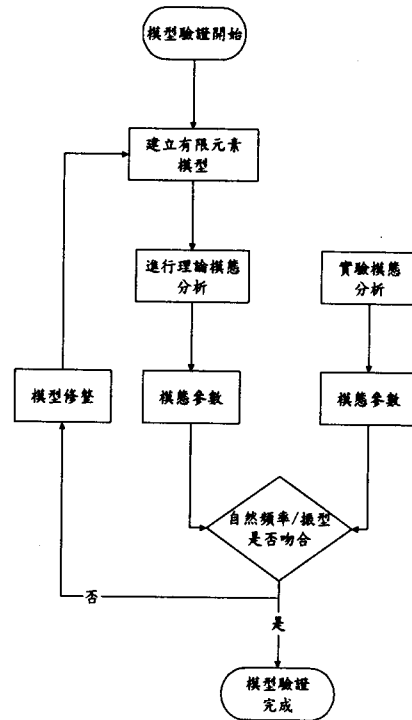 模型驗證開始
建立有限元素
模型
進行理論模態
分析
實驗模態
分析
模型修整
模態參數
模態參數
自然頻率/振型
是否吻合
否
是
模型驗證
完成